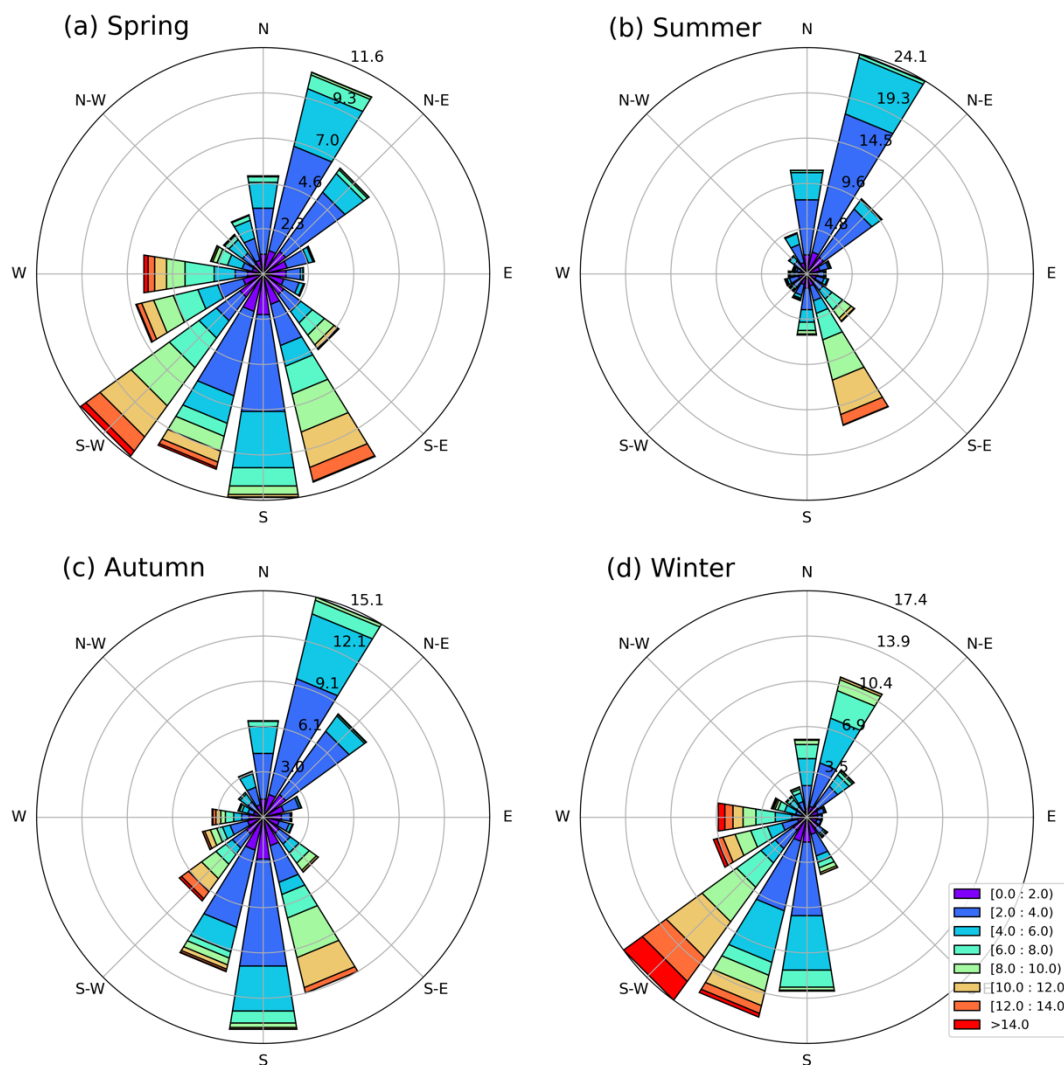 (a) Spring
N
11.6
9.3
7.0
4.6
2.3
N-W
N-E
W
E
S-W
S-E
S
(b) Summer
N
24.1
19.3
14.5
9.6
4.8
N-W
N-E
W
E
S-W
S-E
S
(c) Autumn
N
15.1
12.1
9.1
6.1
3.0
N-W
N-E
W
E
S-W
S-E
S
(d) Winter
N
17.4
13.9
10.4
6.9
3.5
N-W
N-E
W
E
S-W
S-E
S
[0.0 : 2.0)
[2.0 : 4.0)
[4.0 : 6.0)
[6.0 : 8.0)
[8.0 : 10.0)
[10.0 : 12.0
[12.0 : 14.0
>14.0